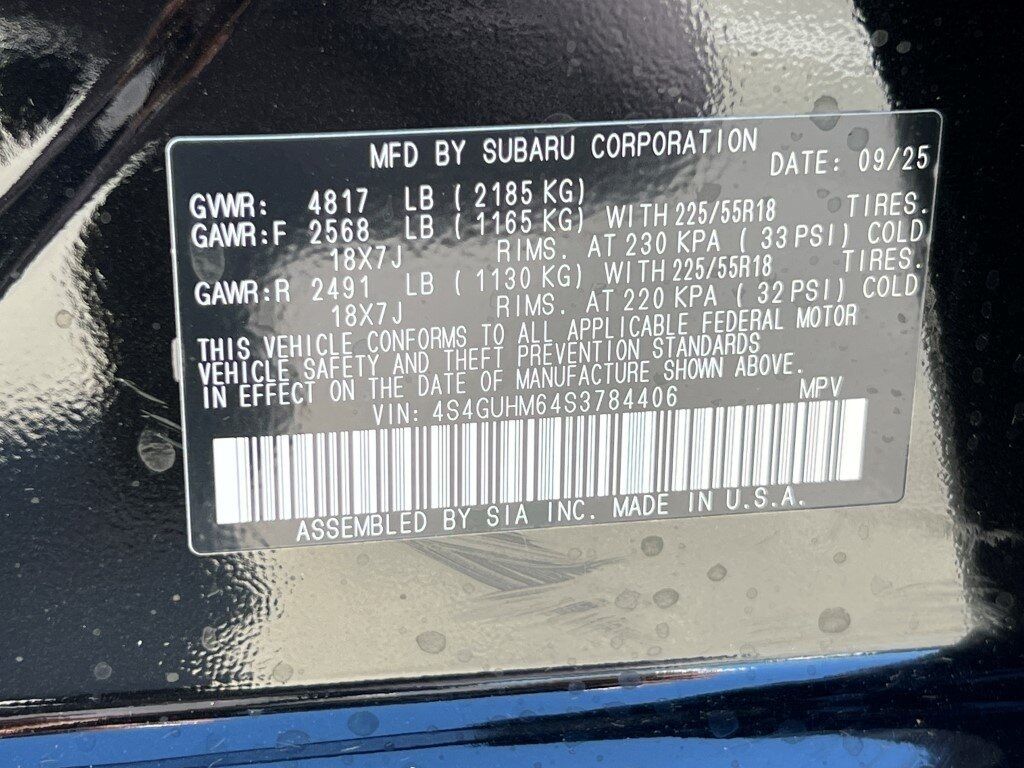 MFD BY SUBARU CORPORATION DATE: 09/25
GVWR: 4817 LB ( 2185 KG)
GAWR:F 2568 LB ( 1165 KG) WITH 225/55R18 TIRES.
18X7J RIMS. AT 230 KPA ( 33 PSI) COLD
GAWR:R 2491 LB ( 1130 KG) WITH 225/55R18 TIRES.
18X7J RIMS. AT 220 KPA ( 32 PSI) COLD
THIS VEHICLE CONFORMS TO ALL APPLICABLE FEDERAL MOTOR
VEHICLE SAFETY AND THEFT PREVENTION STANDARDS
IN EFFECT ON THE DATE OF MANUFACTURE SHOWN ABOVE.
VIN: 4S4GUHM64S3784406 MPV
ASSEMBLED BY SIA INC. MADE IN U.S.A.